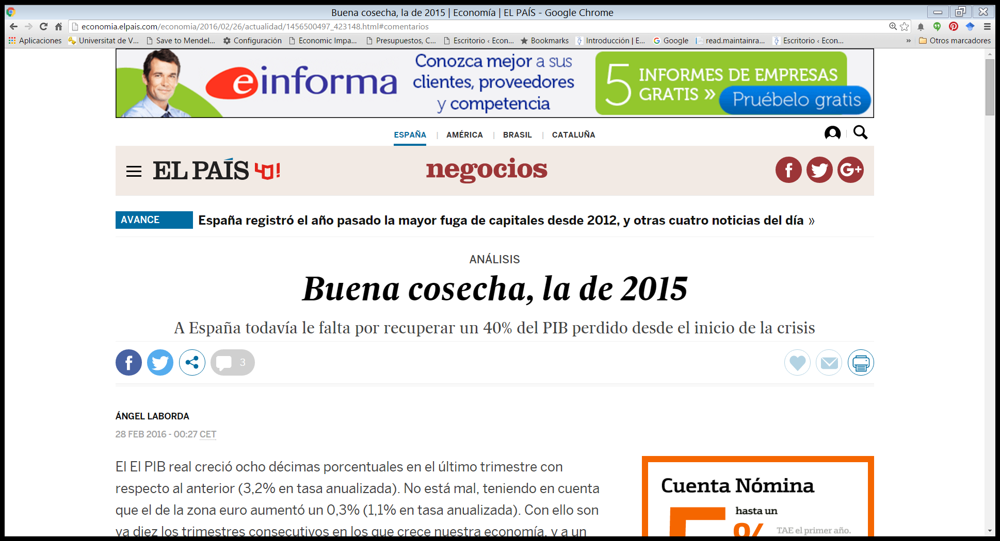 Buena cosecha, la de 2015 | Economía | EL PAÍS - Google Chrome
economia.elpais.com/economia/2016/02/26/actualidad/1456500497_423148.html#comentarios
Aplicaciones Universitat de V... Save to Mendel... Configuración Economic Impa... Presupuestos, C... Escritorio ‹ Econ... Bookmarks Introducción | E... Google read.maintainra... Escritorio ‹ Econ... » Otros marcadores
einforma
Conozca mejor a sus
clientes, proveedores
y competencia
5 INFORMES DE EMPRESAS
GRATIS »
Pruébelo gratis
ESPAÑA | AMÉRICA | BRASIL | CATALUÑA
EL PAÍS 40! negocios f G+
AVANCE España registró el año pasado la mayor fuga de capitales desde 2012, y otras cuatro noticias del día »
ANÁLISIS
Buena cosecha, la de 2015
A España todavía le falta por recuperar un 40% del PIB perdido desde el inicio de la crisis
f 3
ÁNGEL LABORDA
28 FEB 2016 - 00:27 CET
El El PIB real creció ocho décimas porcentuales en el último trimestre con
respecto al anterior (3,2% en tasa anualizada). No está mal, teniendo en cuenta
que el de la zona euro aumentó un 0,3% (1,1% en tasa anualizada). Con ello son
ya diez los trimestres consecutivos en los que crece nuestra economía, y a un
Cuenta Nómina
hasta un
5%
TAE el primer año.